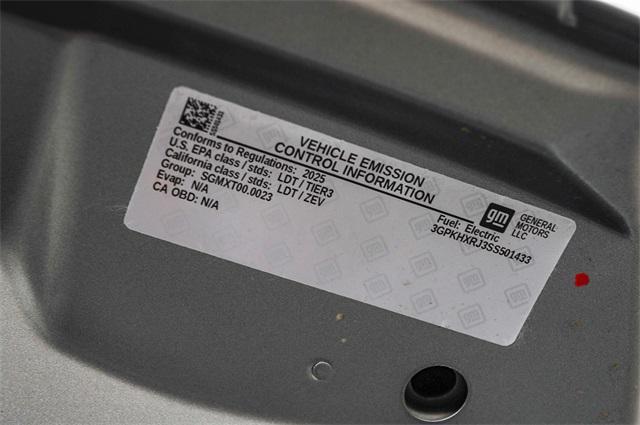 VEHICLE EMISSION
CONTROL INFORMATION
Conforms to Regulations: 2025
U.S. EPA class / stds: LDT / TIER3
California class / stds: LDT / ZEV
Group: SGMXT00.0023
Evap: N/A
CA OBD: N/A
Fuel: Electric
3GPKHXRJ3SS501433
gm
GENERAL
MOTORS
LLC